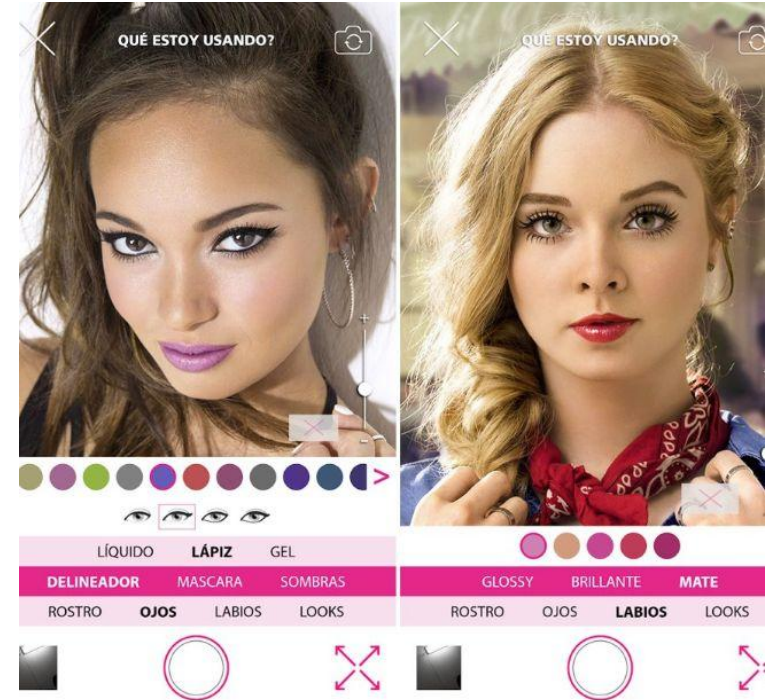 QUÉ ESTOY USANDO?
LÍQUIDO LÁPIZ GEL
DELINEADOR MASCARA SOMBRAS
ROSTRO OJOS LABIOS LOOKS
QUÉ ESTOY USANDO?
GLOSSY BRILLANTE MATE
ROSTRO OJOS LABIOS LOOKS